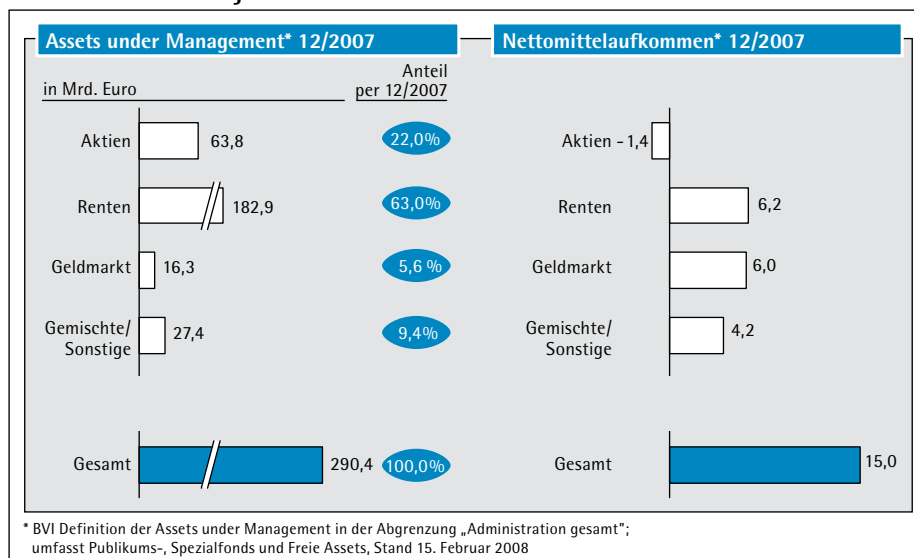 Assets under Management* 12/2007
in Mrd. Euro
Anteil
per 12/2007
Aktien 63,8 22,0%
Renten 182,9 63,0%
Geldmarkt 16,3 5,6 %
Gemischte/
Sonstige 27,4 9,4%
Gesamt 290,4 100,0%
Nettomittelaufkommen* 12/2007
Aktien - 1,4
Renten 6,2
Geldmarkt 6,0
Gemischte/
Sonstige 4,2
Gesamt 15,0
* BVI Definition der Assets under Management in der Abgrenzung „Administration gesamt";
umfasst Publikums-, Spezialfonds und Freie Assets, Stand 15. Februar 2008